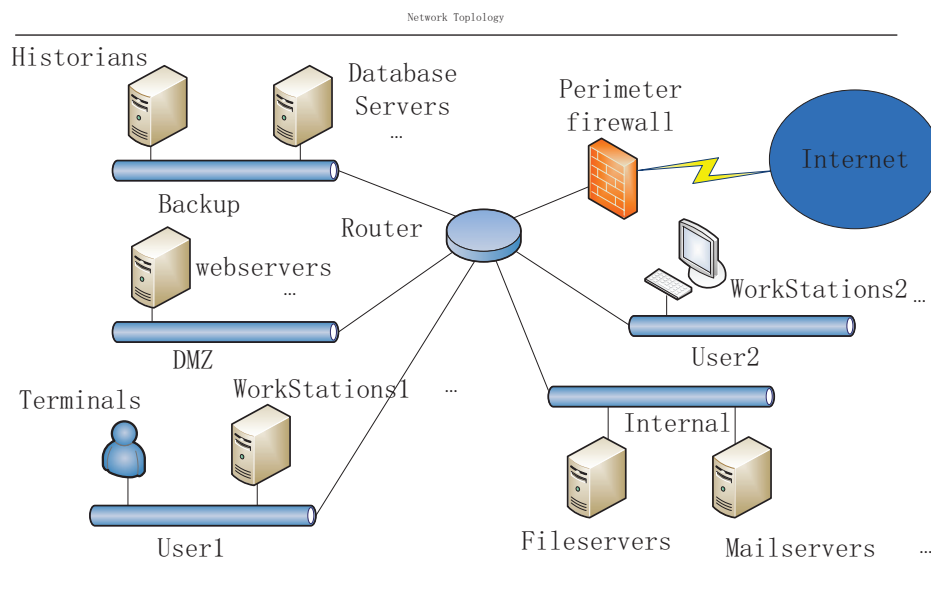 Network Toplology
Historians
Database
Servers
...
Perimeter
firewall
Internet
Backup
Router
webservers
...
WorkStations2
...
DMZ
User2
WorkStations1
...
Terminals
Internal
User1
Fileservers
Mailservers
...